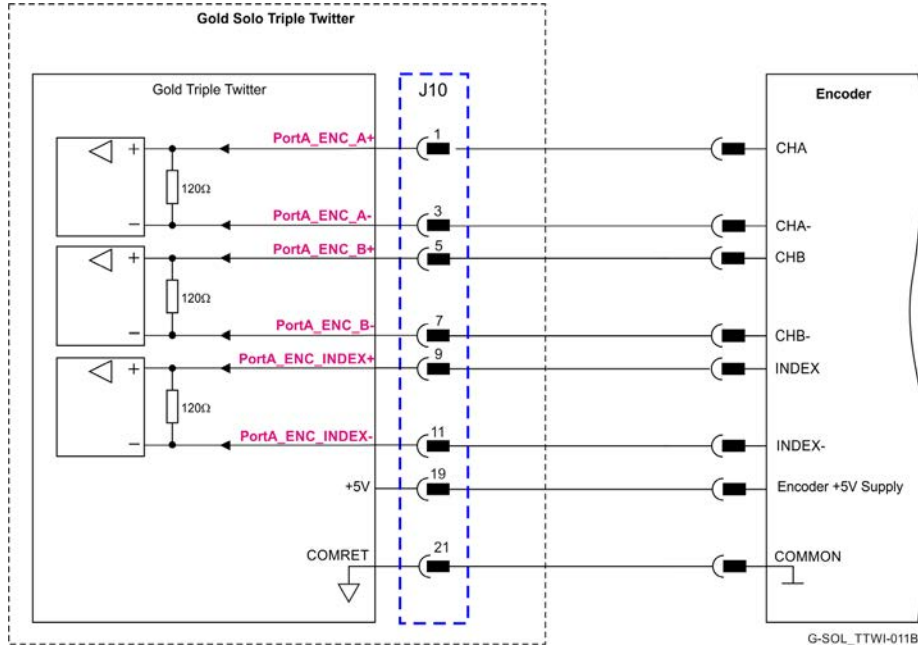 Gold Solo Triple Twitter
Gold Triple Twitter
J10
Encoder
PortA_ENC_A+
1
CHA
120Ω
PortA_ENC_A-
3
CHA-
PortA_ENC_B+
5
CHB
120Ω
PortA_ENC_B-
7
CHB-
PortA_ENC_INDEX+
9
INDEX
120Ω
PortA_ENC_INDEX-
11
INDEX-
+5V
19
Encoder +5V Supply
COMRET
21
COMMON
G-SOL_TTWI-011B